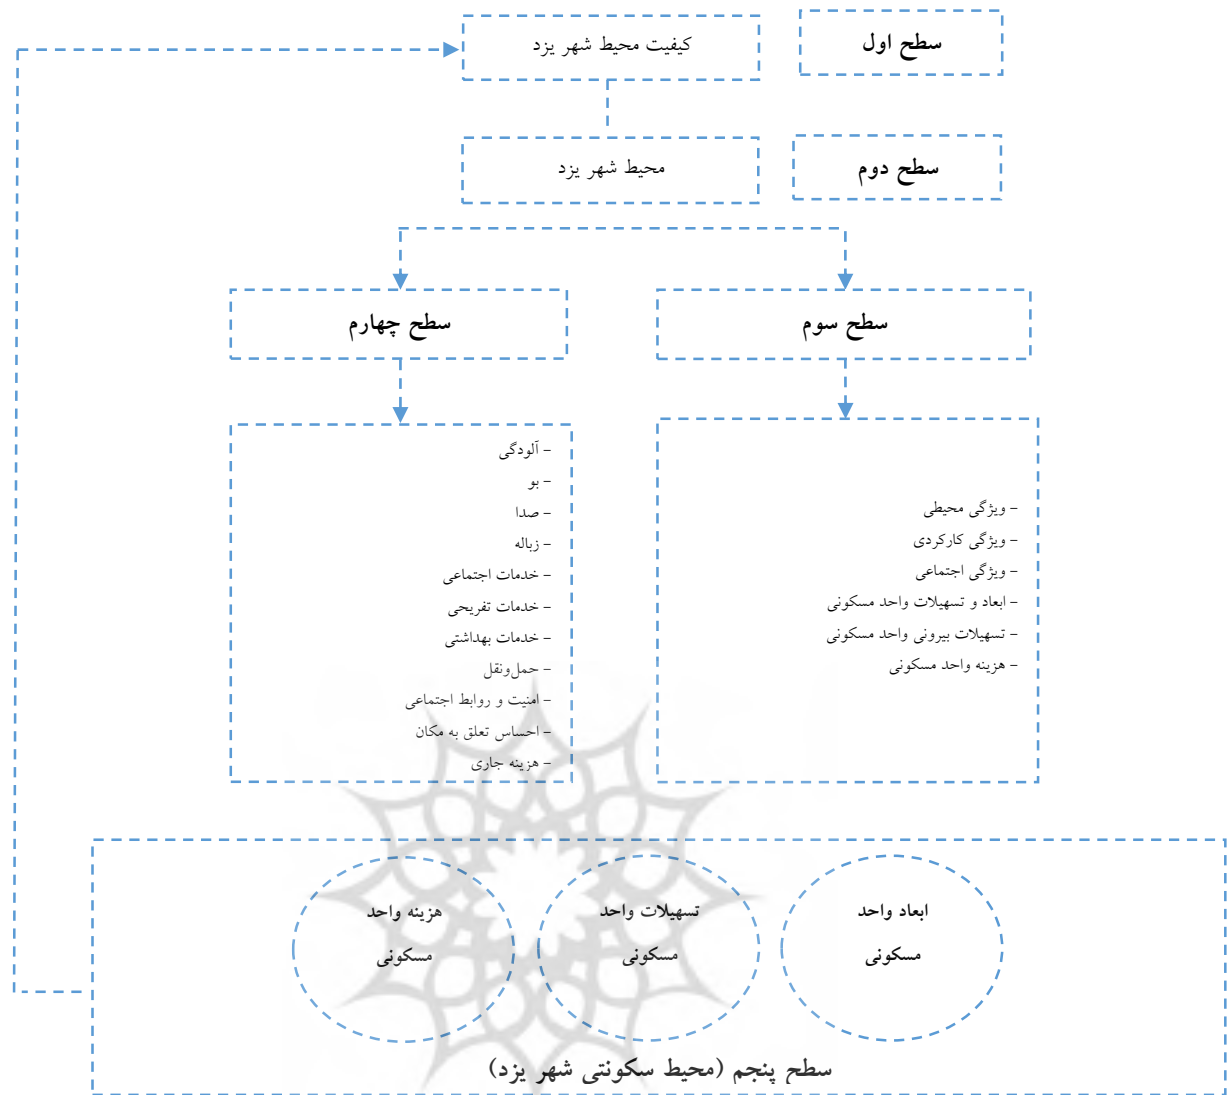 سطح اول
کیفیت محیط شهر یزد
سطح دوم
محیط شهر یزد
سطح سوم
سطح چهارم
- ویژگی محیطی
- ویژگی کارکردی
- ویژگی اجتماعی
- ابعاد و تسهیلات واحد مسکونی
- تسهیلات بیرونی واحد مسکونی
- هزینه واحد مسکونی
- آلودگی
- بو
- صدا
- زباله
- خدمات اجتماعی
- خدمات تفریحی
- خدمات بهداشتی
- حمل‌ونقل
- امنیت و روابط اجتماعی
- احساس تعلق به مکان
- هزینه جاری
ابعاد واحد
مسکونی
تسهیلات واحد
مسکونی
هزینه واحد
مسکونی
سطح پنجم (محیط سکونتی شهر یزد)